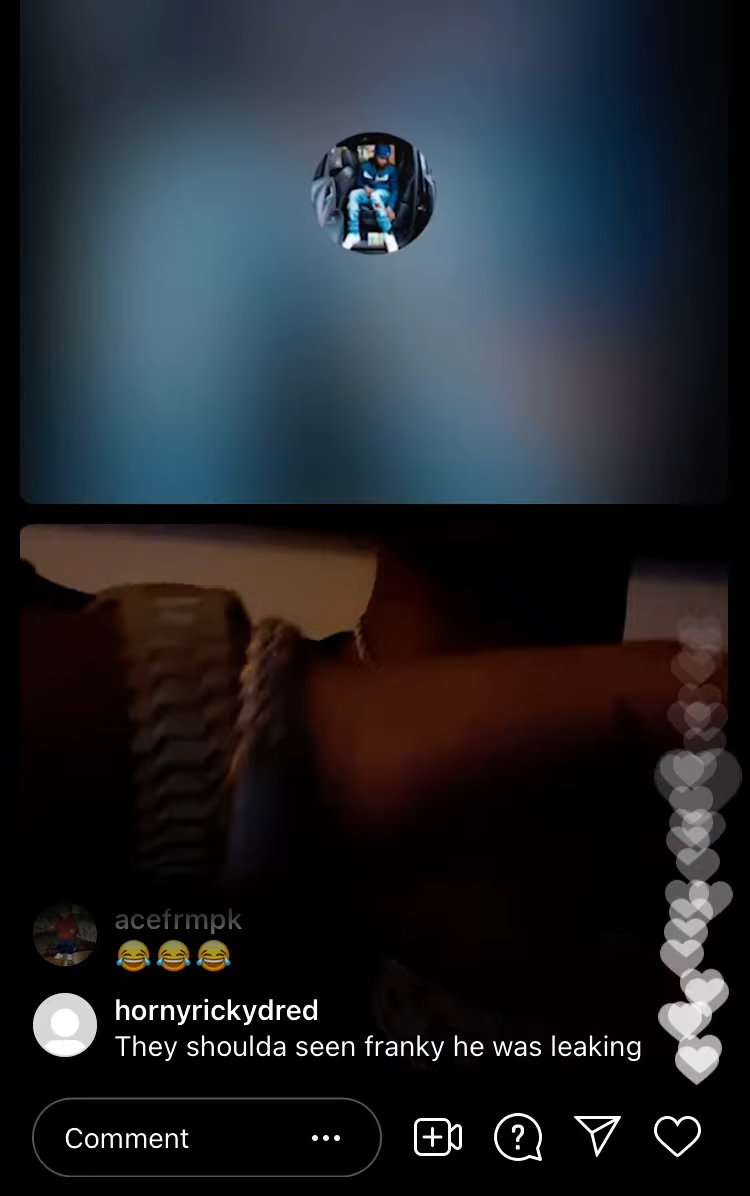 acefrmpk
😂😂😂
hornyrickydred
They shoulda seen franky he was leaking
Comment